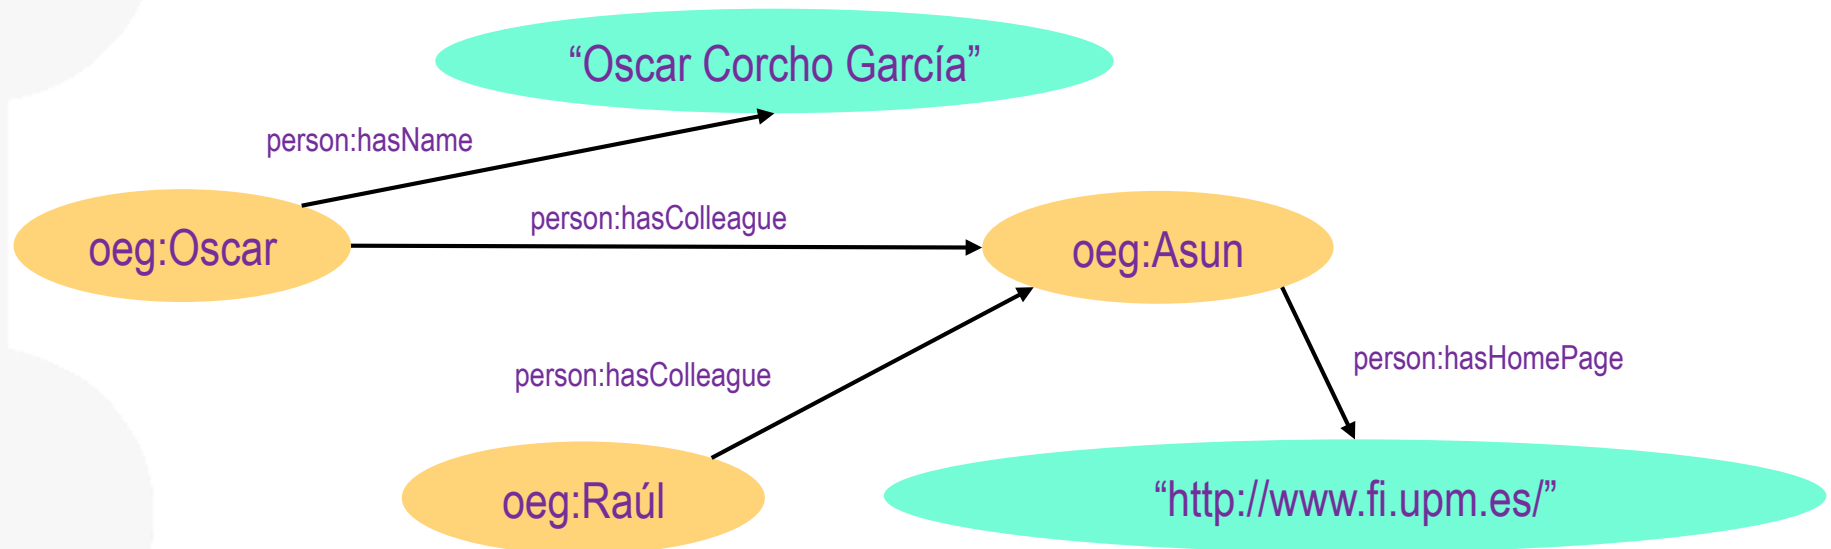 “Oscar Corcho García”
person:hasName
person:hasColleague
oeg:Oscar
oeg:Asun
person:hasColleague
person:hasHomePage
oeg:Raúl
“http://www.fi.upm.es/”